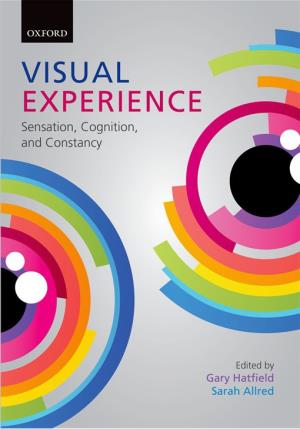 OXFORD
VISUAL
EXPERIENCE
Sensation, Cognition,
and Constancy
Edited by
Gary Hatfield
Sarah Allred